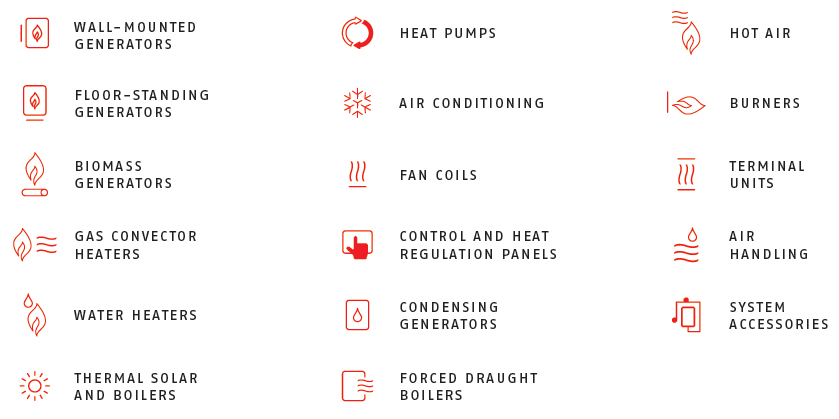 WALL-MOUNTED
GENERATORS
FLOOR-STANDING
GENERATORS
BIOMASS
GENERATORS
GAS CONVECTOR
HEATERS
WATER HEATERS
THERMAL SOLAR
AND BOILERS
HEAT PUMPS
AIR CONDITIONING
FAN COILS
CONTROL AND HEAT
REGULATION PANELS
CONDENSING
GENERATORS
FORCED DRAUGHT
BOILERS
HOT AIR
BURNERS
TERMINAL
UNITS
AIR
HANDLING
SYSTEM
ACCESSORIES